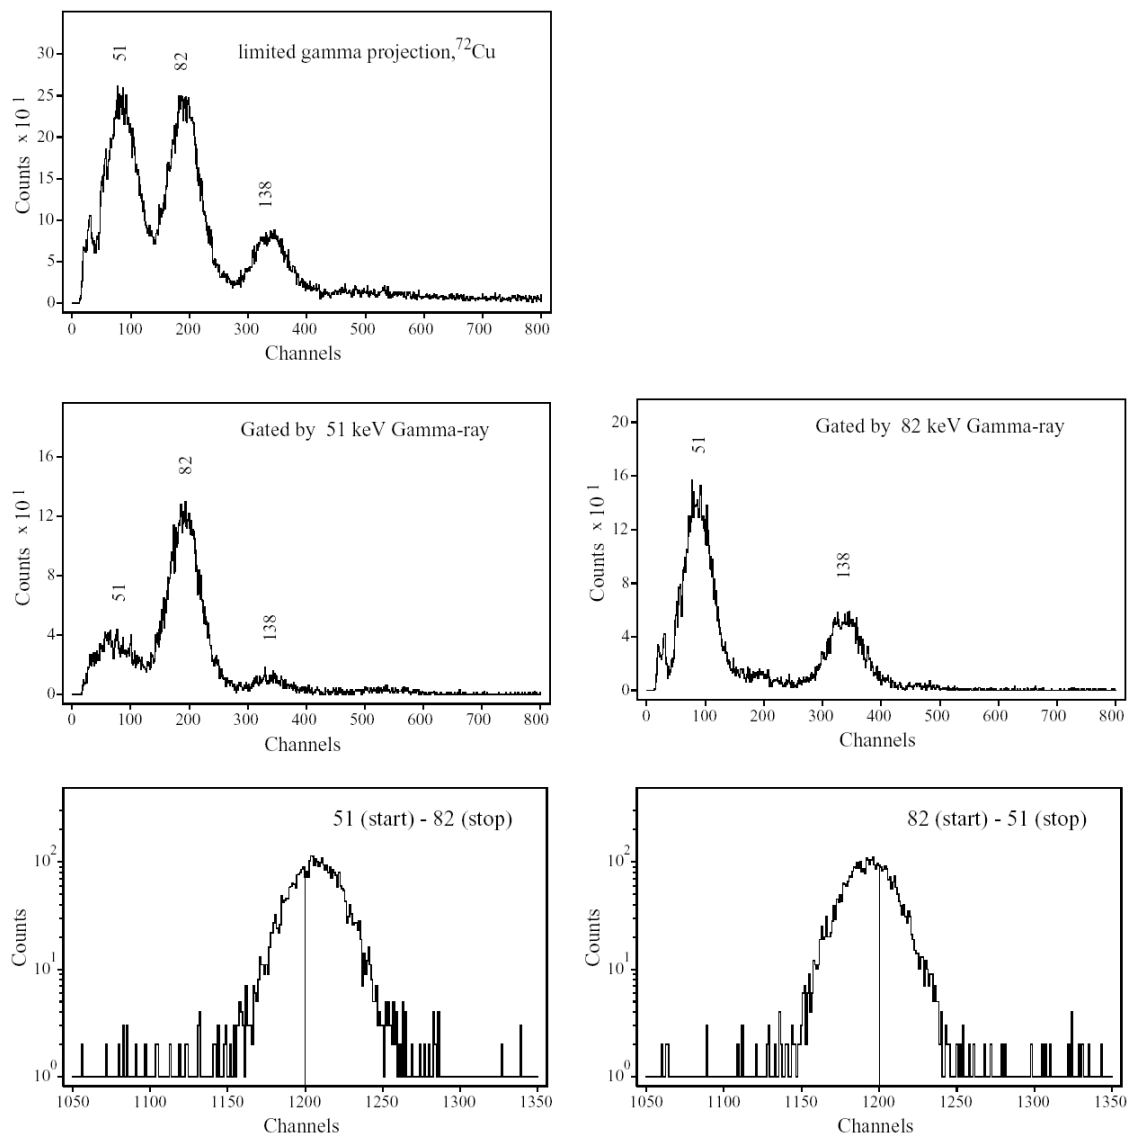 limited gamma projection,⁷²Cu
51
82
138
Counts x 10¹
30
25
20
15
10
5
0
0 100 200 300 400 500 600 700 800
Channels
Gated by 51 keV Gamma-ray
51
82
138
Counts x 10¹
16
12
8
4
0
0 100 200 300 400 500 600 700 800
Channels
Gated by 82 keV Gamma-ray
51
138
Counts x 10¹
20
16
12
8
4
0
0 100 200 300 400 500 600 700 800
Channels
51 (start) - 82 (stop)
Counts
10²
10¹
10⁰
1050 1100 1150 1200 1250 1300 1350
Channels
82 (start) - 51 (stop)
Counts
10²
10¹
10⁰
1050 1100 1150 1200 1250 1300 1350
Channels